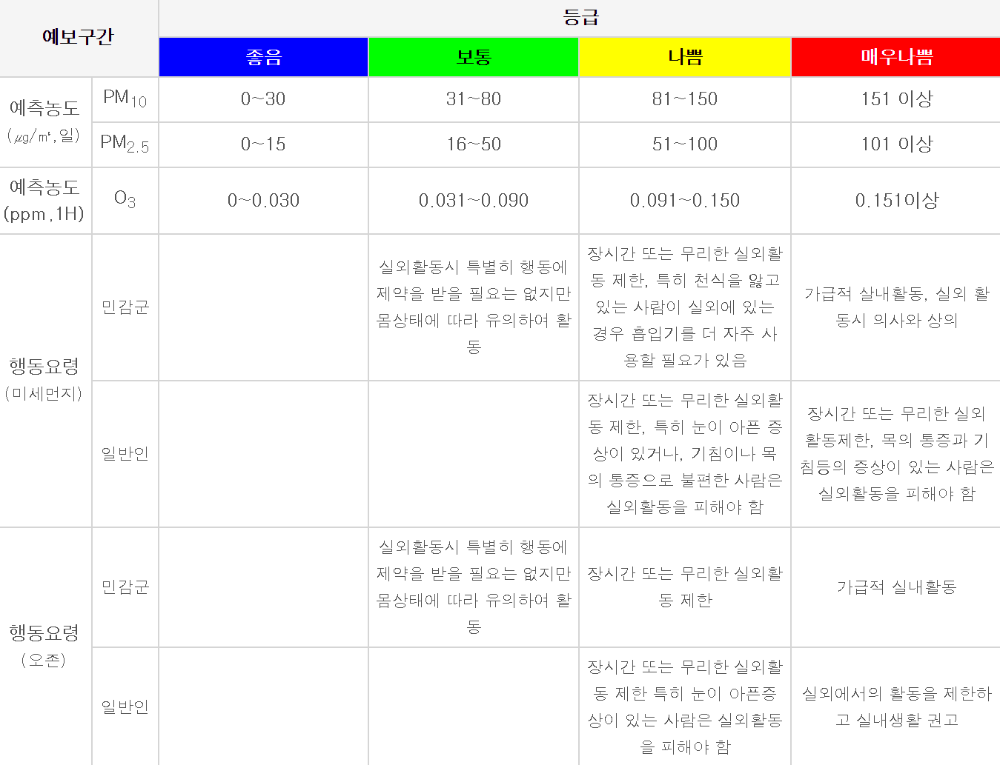 예보구간
등급
좋음
보통
나쁨
매우나쁨
예측농도
(㎍/㎥,일)
PM10
0~30
31~80
81~150
151 이상
PM2.5
0~15
16~50
51~100
101 이상
예측농도
(ppm,1H)
O3
0~0.030
0.031~0.090
0.091~0.150
0.151이상
행동요령
(미세먼지)
민감군
실외활동시 특별히 행동에
제약을 받을 필요는 없지만
몸상태에 따라 유의하여 활
동
장시간 또는 무리한 실외활
동 제한, 특히 천식을 앓고
있는 사람이 실외에 있는
경우 흡입기를 더 자주 사
용할 필요가 있음
가급적 살내활동, 실외 활
동시 의사와 상의
일반인
장시간 또는 무리한 실외활
동 제한, 특히 눈이 아픈 증
상이 있거나, 기침이나 목
의 통증으로 불편한 사람은
실외활동을 피해야 함
장시간 또는 무리한 실외
활동제한, 목의 통증과 기
침등의 증상이 있는 사람은
실외활동을 피해야 함
행동요령
(오존)
민감군
실외활동시 특별히 행동에
제약을 받을 필요는 없지만
몸상태에 따라 유의하여 활
동
장시간 또는 무리한 실외활
동 제한
가급적 실내활동
일반인
장시간 또는 무리한 실외활
동 제한 특히 눈이 아픈증
상이 있는 사람은 실외활동
을 피해야 함
실외에서의 활동을 제한하
고 실내생활 권고